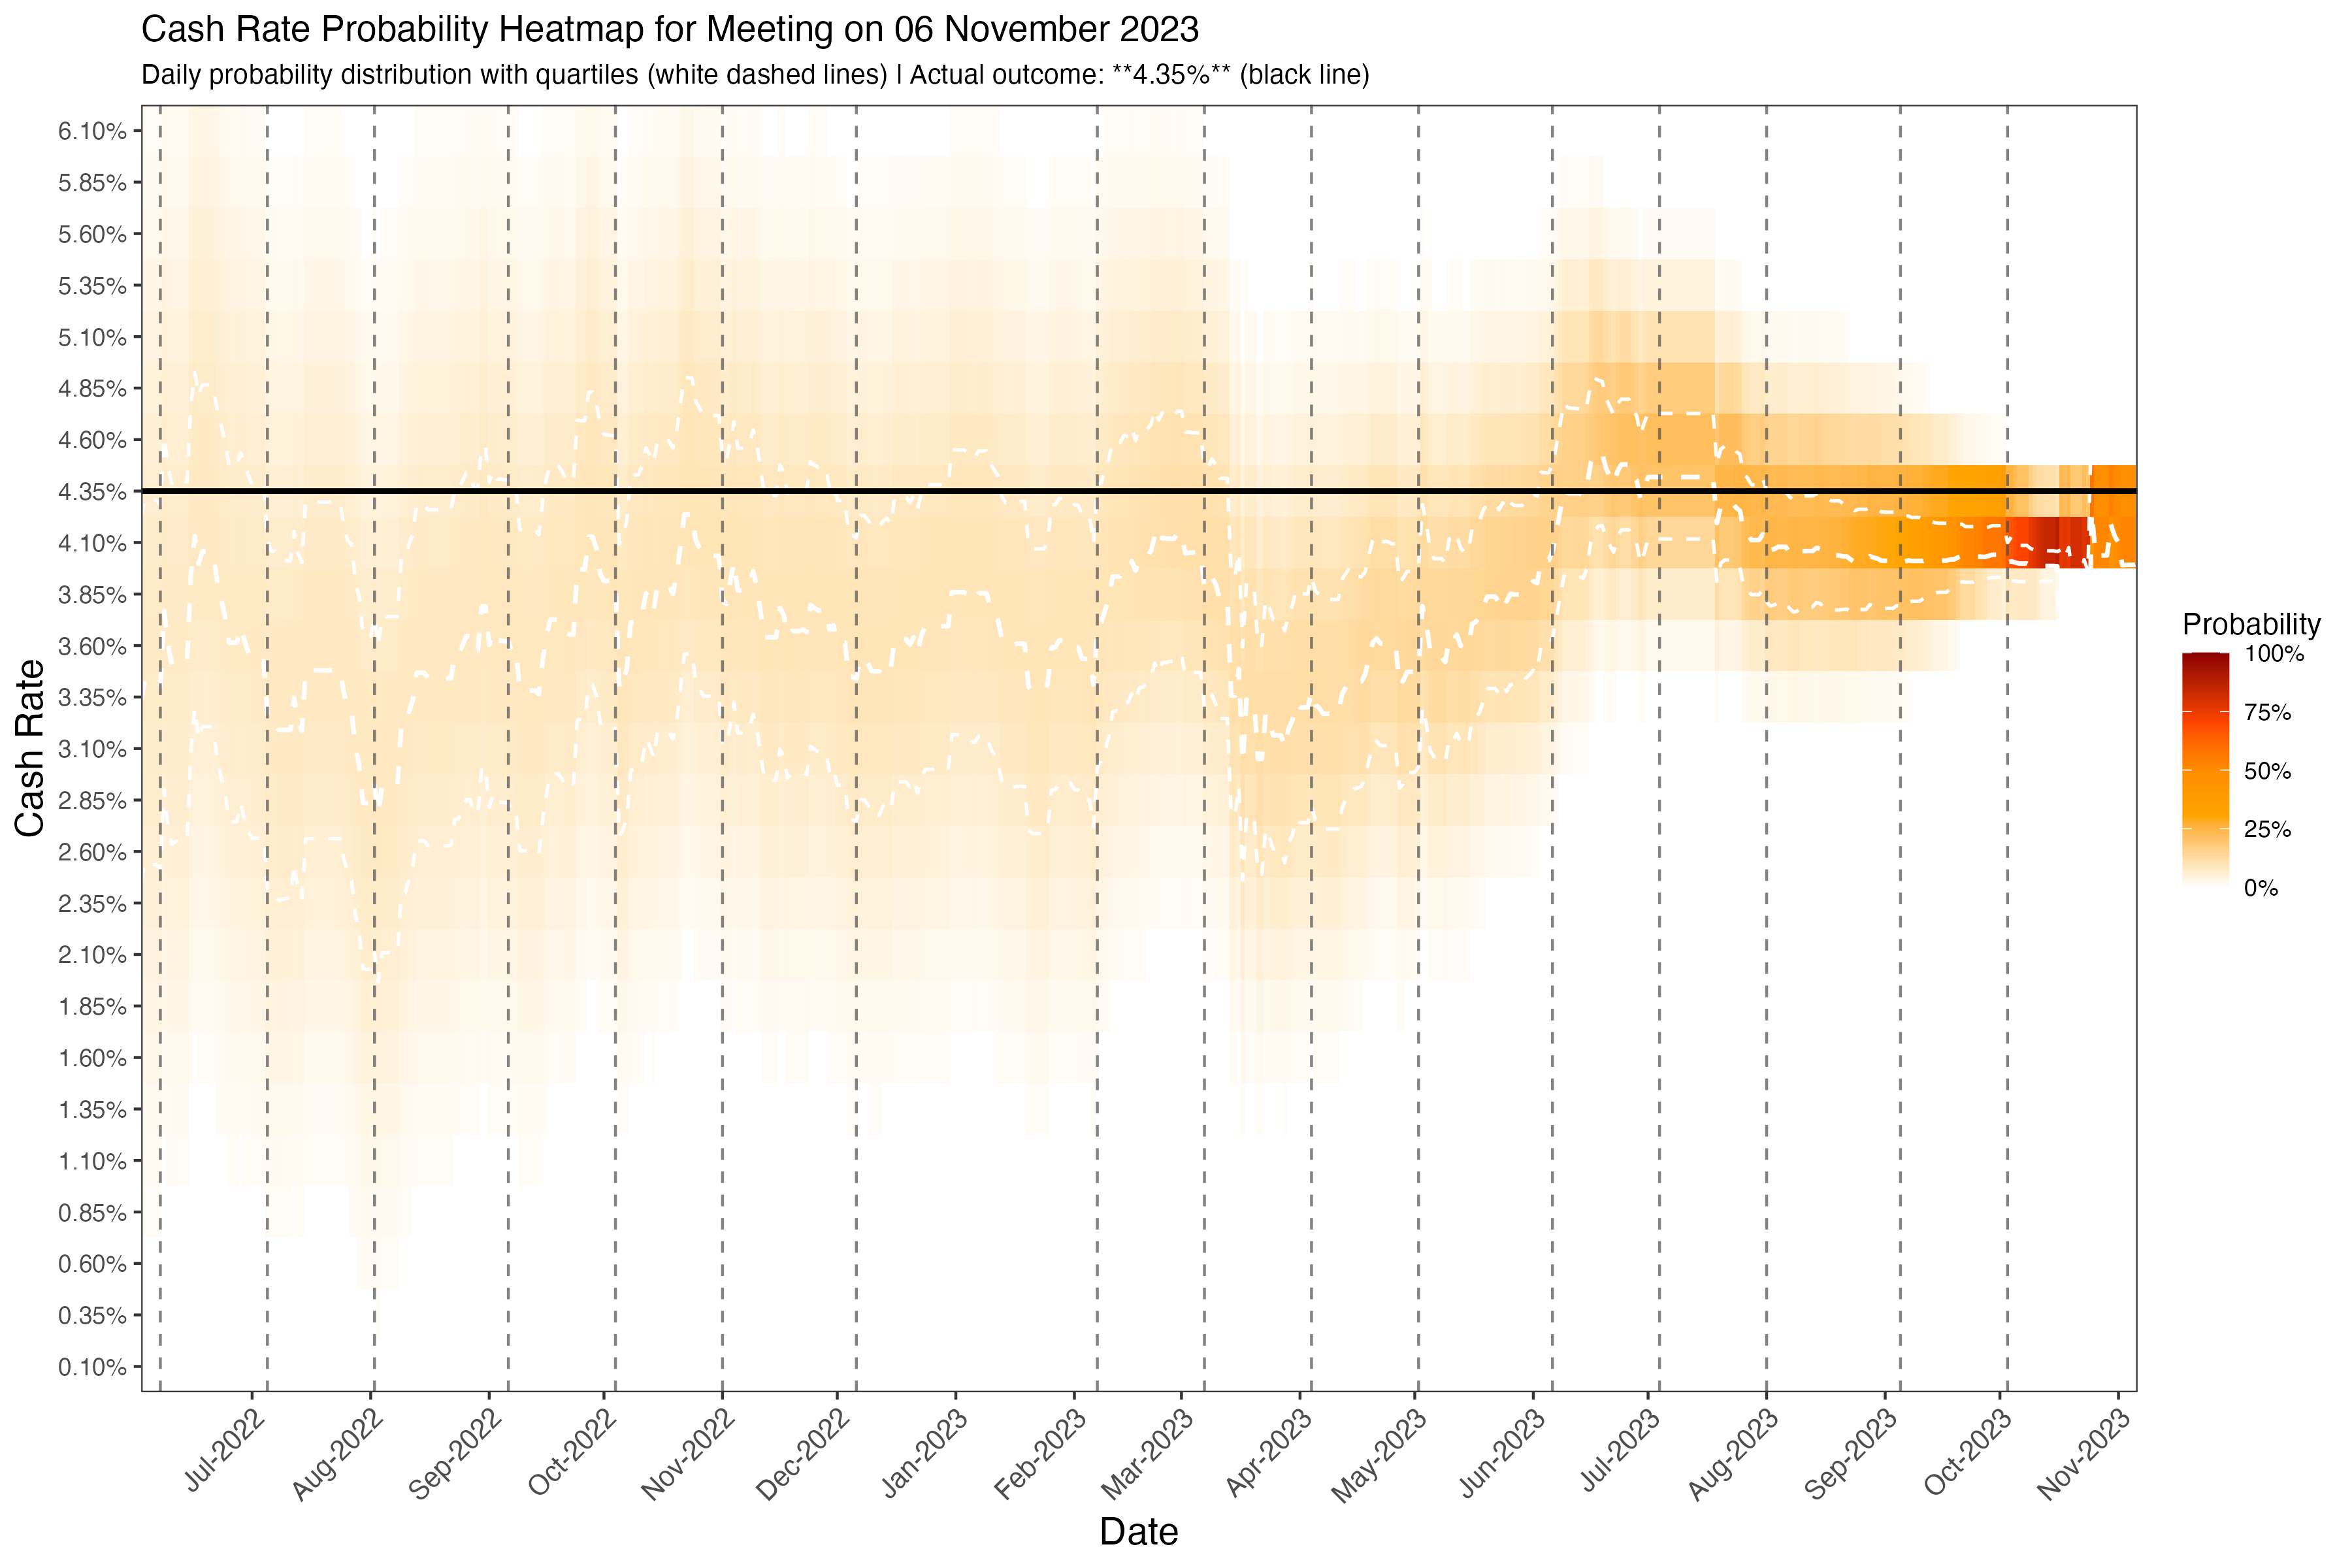 Cash Rate Probability Heatmap for Meeting on 06 November 2023
Daily probability distribution with quartiles (white dashed lines) | Actual outcome: **4.35%** (black line)
Cash Rate
6.10%
5.85%
5.60%
5.35%
5.10%
4.85%
4.60%
4.35%
4.10%
3.85%
3.60%
3.35%
3.10%
2.85%
2.60%
2.35%
2.10%
1.85%
1.60%
1.35%
1.10%
0.85%
0.60%
0.35%
0.10%
Jul-2022
Aug-2022
Sep-2022
Oct-2022
Nov-2022
Dec-2022
Jan-2023
Feb-2023
Mar-2023
Apr-2023
May-2023
Jun-2023
Jul-2023
Aug-2023
Sep-2023
Oct-2023
Nov-2023
Date
Probability
100%
75%
50%
25%
0%